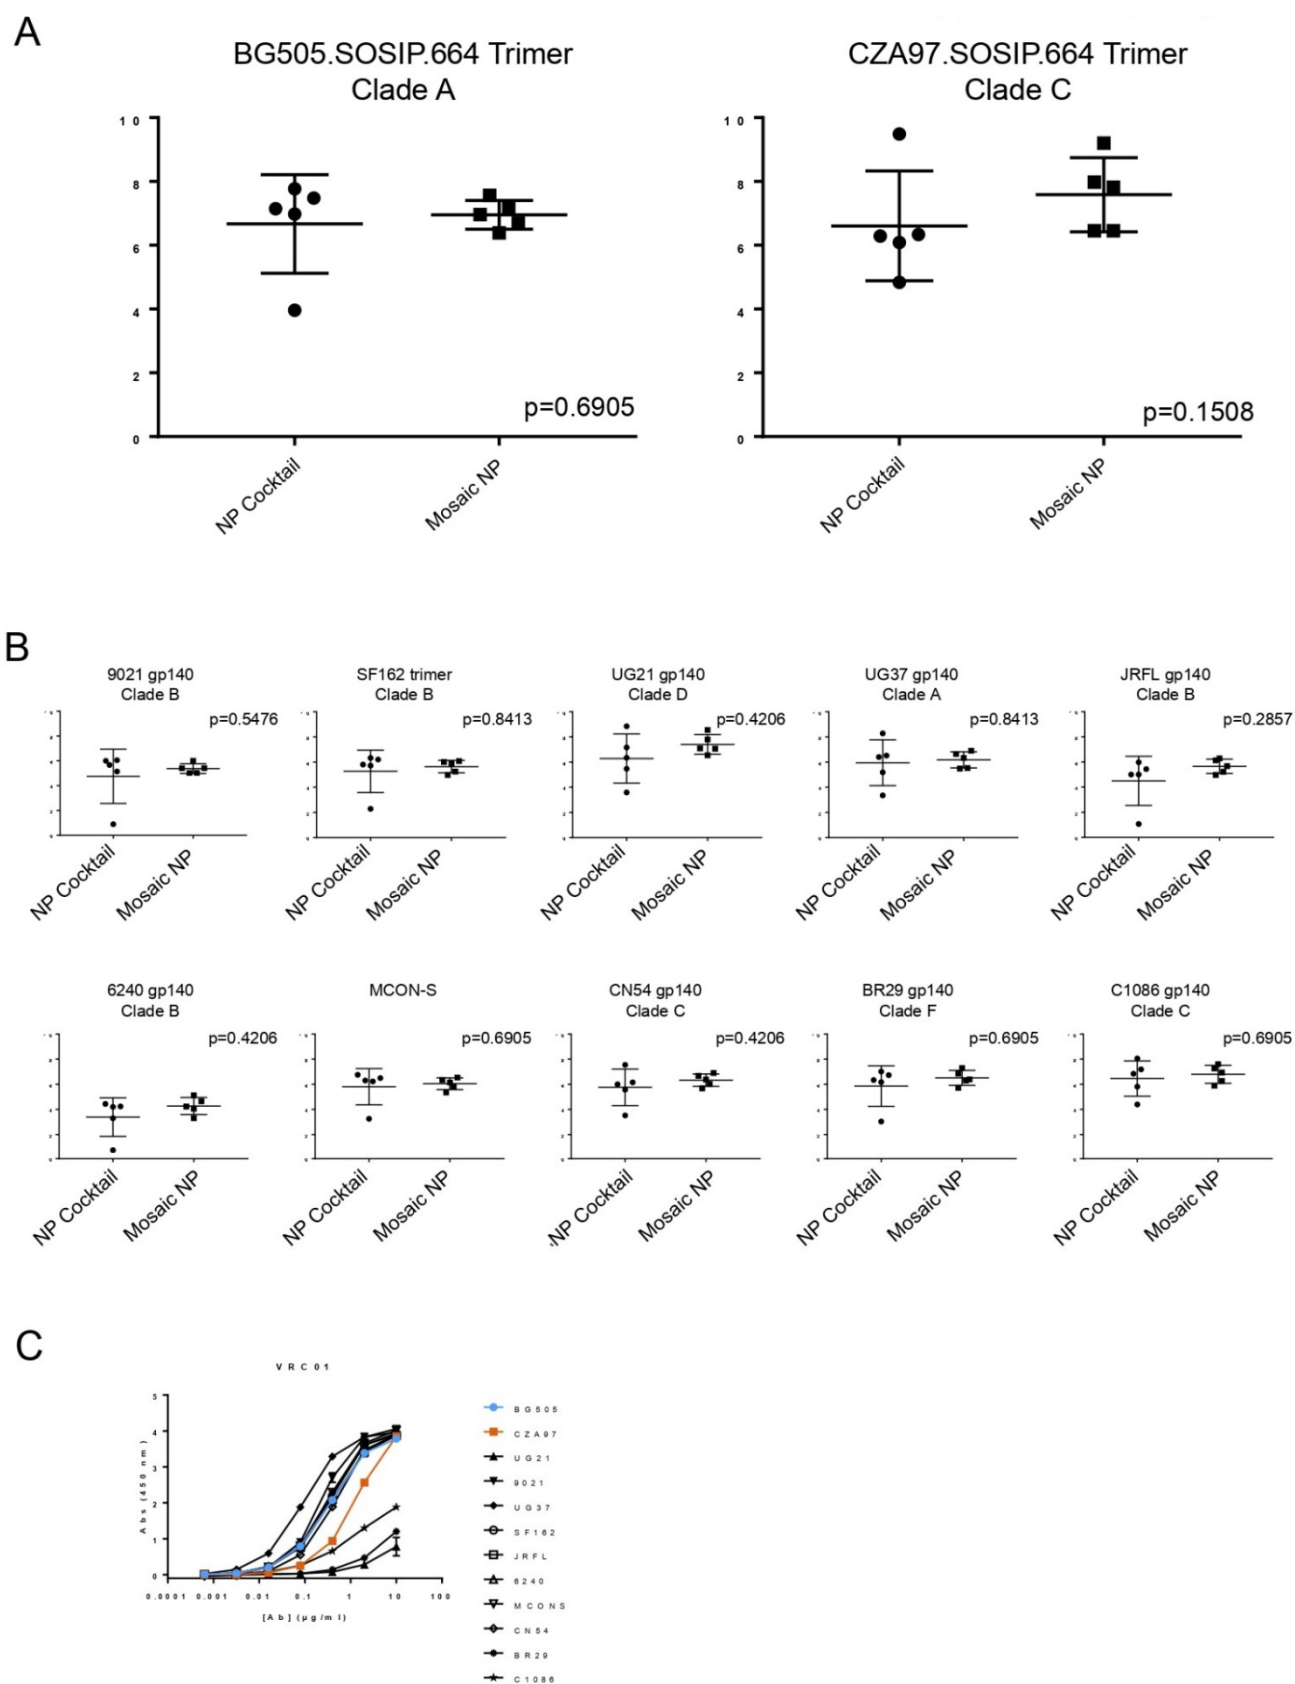 A
BG505.SOSIP.664 Trimer
Clade A
CZA97.SOSIP.664 Trimer
Clade C
10
8
6
4
2
0
p=0.6905
NP Cocktail
Mosaic NP
10
8
6
4
2
0
p=0.1508
NP Cocktail
Mosaic NP
B
9021 gp140
Clade B
p=0.5476
NP Cocktail
Mosaic NP
SF162 trimer
Clade B
p=0.8413
NP Cocktail
Mosaic NP
UG21 gp140
Clade D
p=0.4206
NP Cocktail
Mosaic NP
UG37 gp140
Clade A
p=0.8413
NP Cocktail
Mosaic NP
JRFL gp140
Clade B
p=0.2857
NP Cocktail
Mosaic NP
6240 gp140
Clade B
p=0.4206
NP Cocktail
Mosaic NP
MCON-S
p=0.6905
NP Cocktail
Mosaic NP
CN54 gp140
Clade C
p=0.4206
NP Cocktail
Mosaic NP
BR29 gp140
Clade F
p=0.6905
NP Cocktail
Mosaic NP
C1086 gp140
Clade C
p=0.6905
NP Cocktail
Mosaic NP
C
VRC01
Abs (450 nm)
5
4
3
2
1
0
0.0001 0.001 0.01 0.1 1 10 100
[Ab] (µg/ml)
BG505
CZA97
UG21
9021
UG37
SF162
JRFL
6240
MCONS
CN54
BR29
C1086